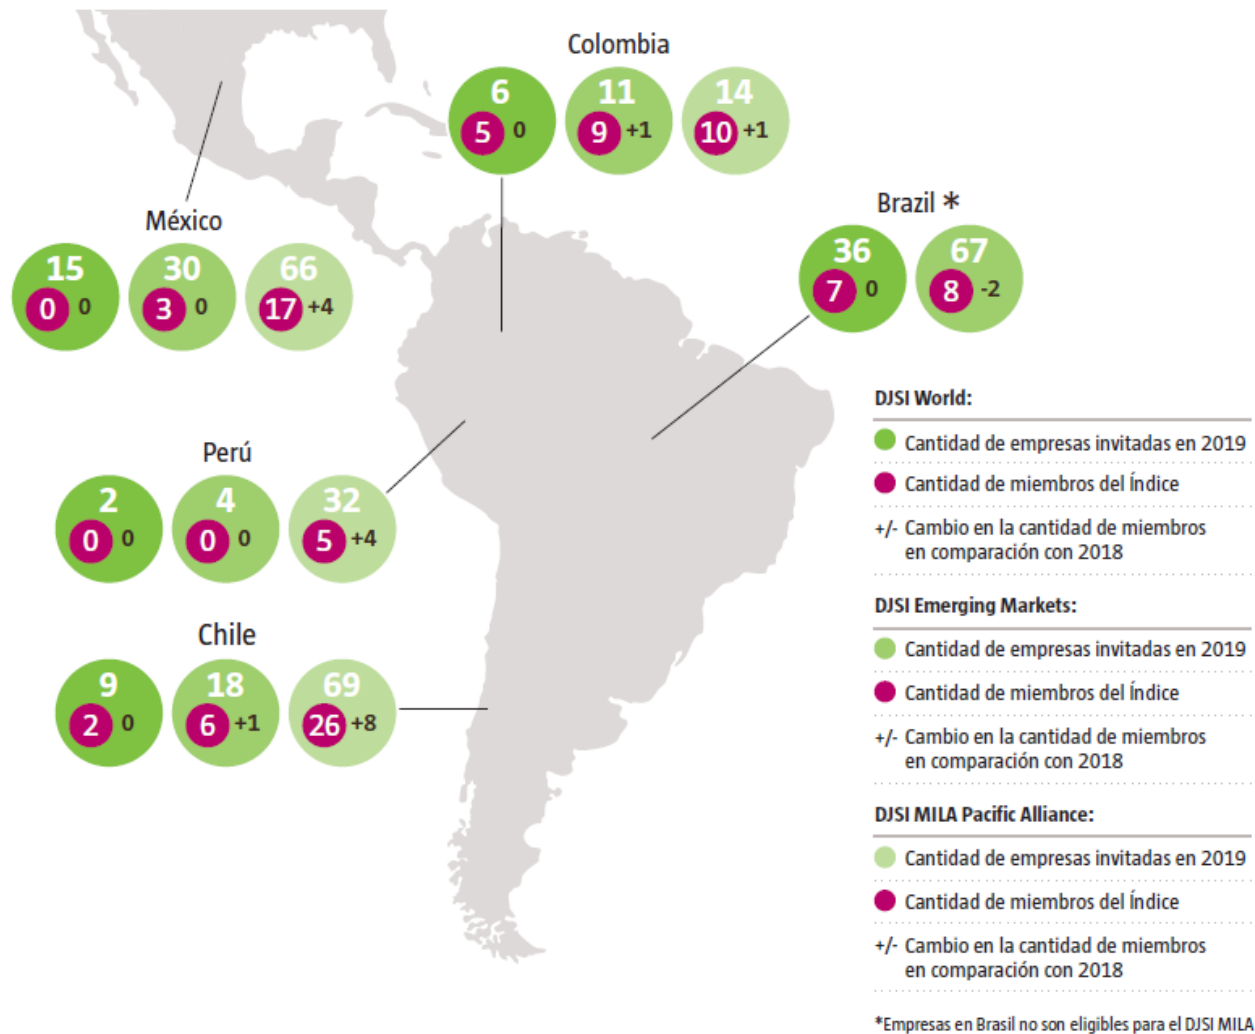 Colombia
6 11 14
5 0 9 +1 10 +1
Brazil *
36 67
7 0 8 -2
México
15 30 66
0 0 3 0 17 +4
Perú
2 4 32
0 0 0 0 5 +4
Chile
9 18 69
2 0 6 +1 26 +8
DJSI World:
Cantidad de empresas invitadas en 2019
Cantidad de miembros del Índice
+/- Cambio en la cantidad de miembros
en comparación con 2018
DJSI Emerging Markets:
Cantidad de empresas invitadas en 2019
Cantidad de miembros del Índice
+/- Cambio en la cantidad de miembros
en comparación con 2018
DJSI MILA Pacific Alliance:
Cantidad de empresas invitadas en 2019
Cantidad de miembros del Índice
+/- Cambio en la cantidad de miembros
en comparación con 2018
*Empresas en Brasil no son eligibles para el DJSI MILA